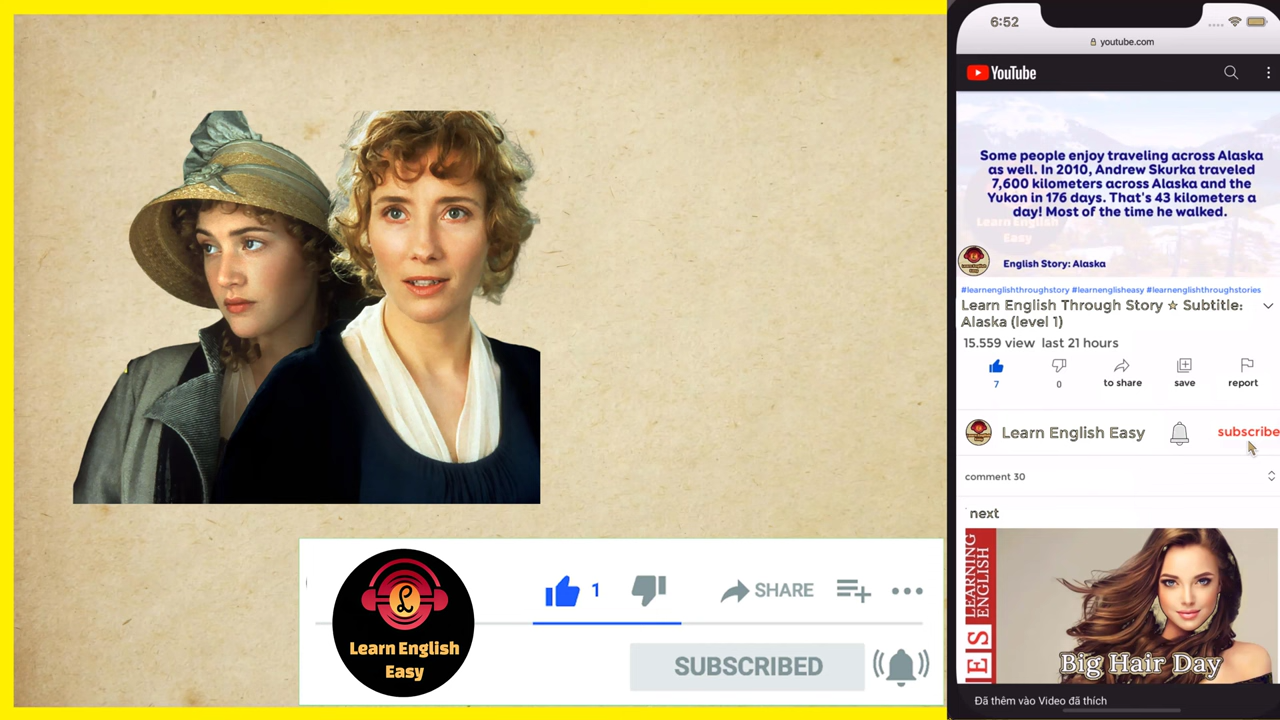 1
SHARE
Learn English
Easy
SUBSCRIBED
6:52
youtube.com
YouTube
Some people enjoy traveling across Alaska
as well. In 2010, Andrew Skurka traveled
7,600 kilometers across Alaska and the
Yukon in 176 days. That's 43 kilometers a
day! Most of the time he walked.
Learn English
Easy
English Story: Alaska
#learnenglishthroughstory #learnenglisheasy #learnenglishthroughstories
Learn English Through Story ⭐ Subtitle:
Alaska (level 1)
15.559 view last 21 hours
7
0
to share
save
report
Learn English Easy
subscribe
comment 30
next
LEARNING
ENGLISH
ES
Big Hair Day
Đã thêm vào Video đã thích